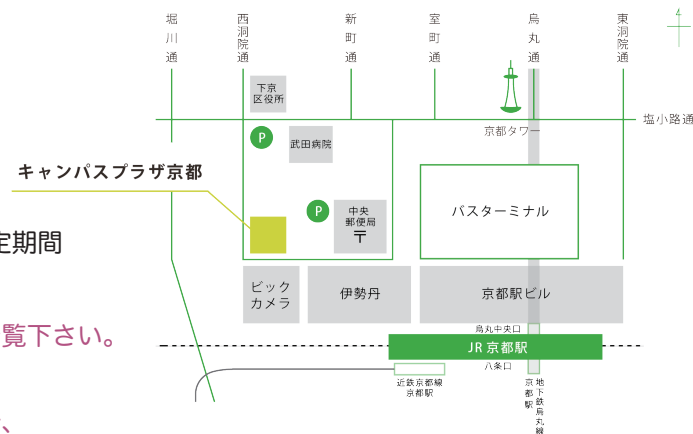 堀川通
西洞院通
新町通
室町通
烏丸通
東洞院通
4
下京
区役所
塩小路通
京都タワー
P
武田病院
キャンパスプラザ京都
P
中央
郵便局
〒
バスターミナル
定期間
ビック
カメラ
伊勢丹
京都駅ビル
覧下さい。
烏丸中央口
JR 京都駅
八条口
近鉄京都線
京都駅
地下鉄烏丸線
京都駅
、